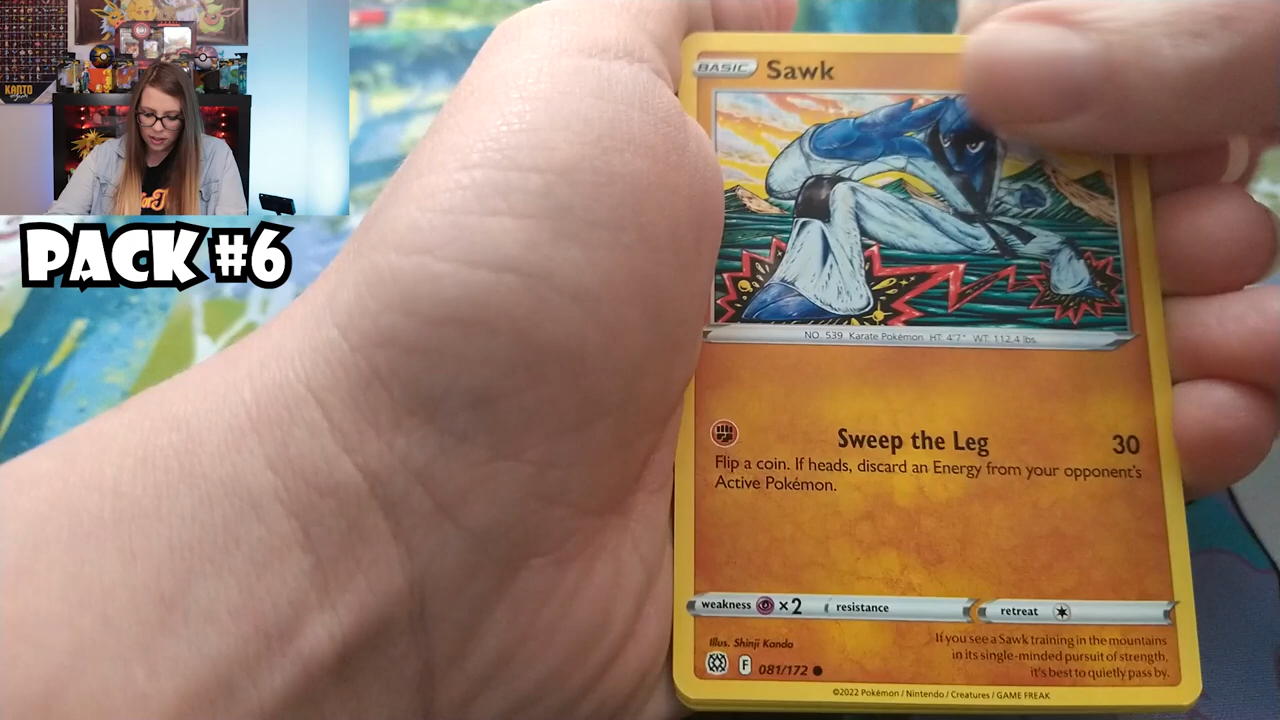 KANTO
PACK #6
BASIC Sawk
NO. 539 Karate Pokémon HT: 4'7" WT: 112.4 lbs.
Sweep the Leg 30
Flip a coin. If heads, discard an Energy from your opponent's
Active Pokémon.
weakness ×2 resistance retreat
Illus. Shinji Kanda
If you see a Sawk training in the mountains
in its single-minded pursuit of strength,
it's best to quietly pass by.
F 081/172
©2022 Pokémon / Nintendo / Creatures / GAME FREAK